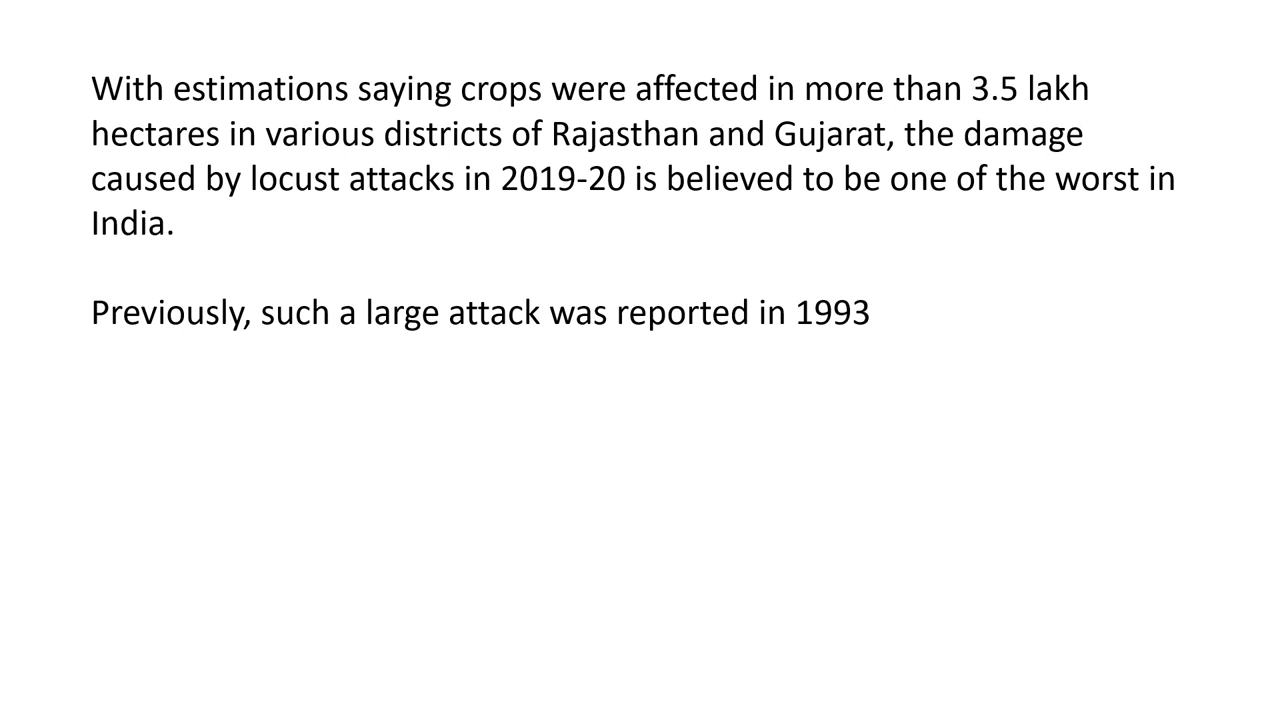 With estimations saying crops were affected in more than 3.5 lakh
hectares in various districts of Rajasthan and Gujarat, the damage
caused by locust attacks in 2019-20 is believed to be one of the worst in
India.
Previously, such a large attack was reported in 1993